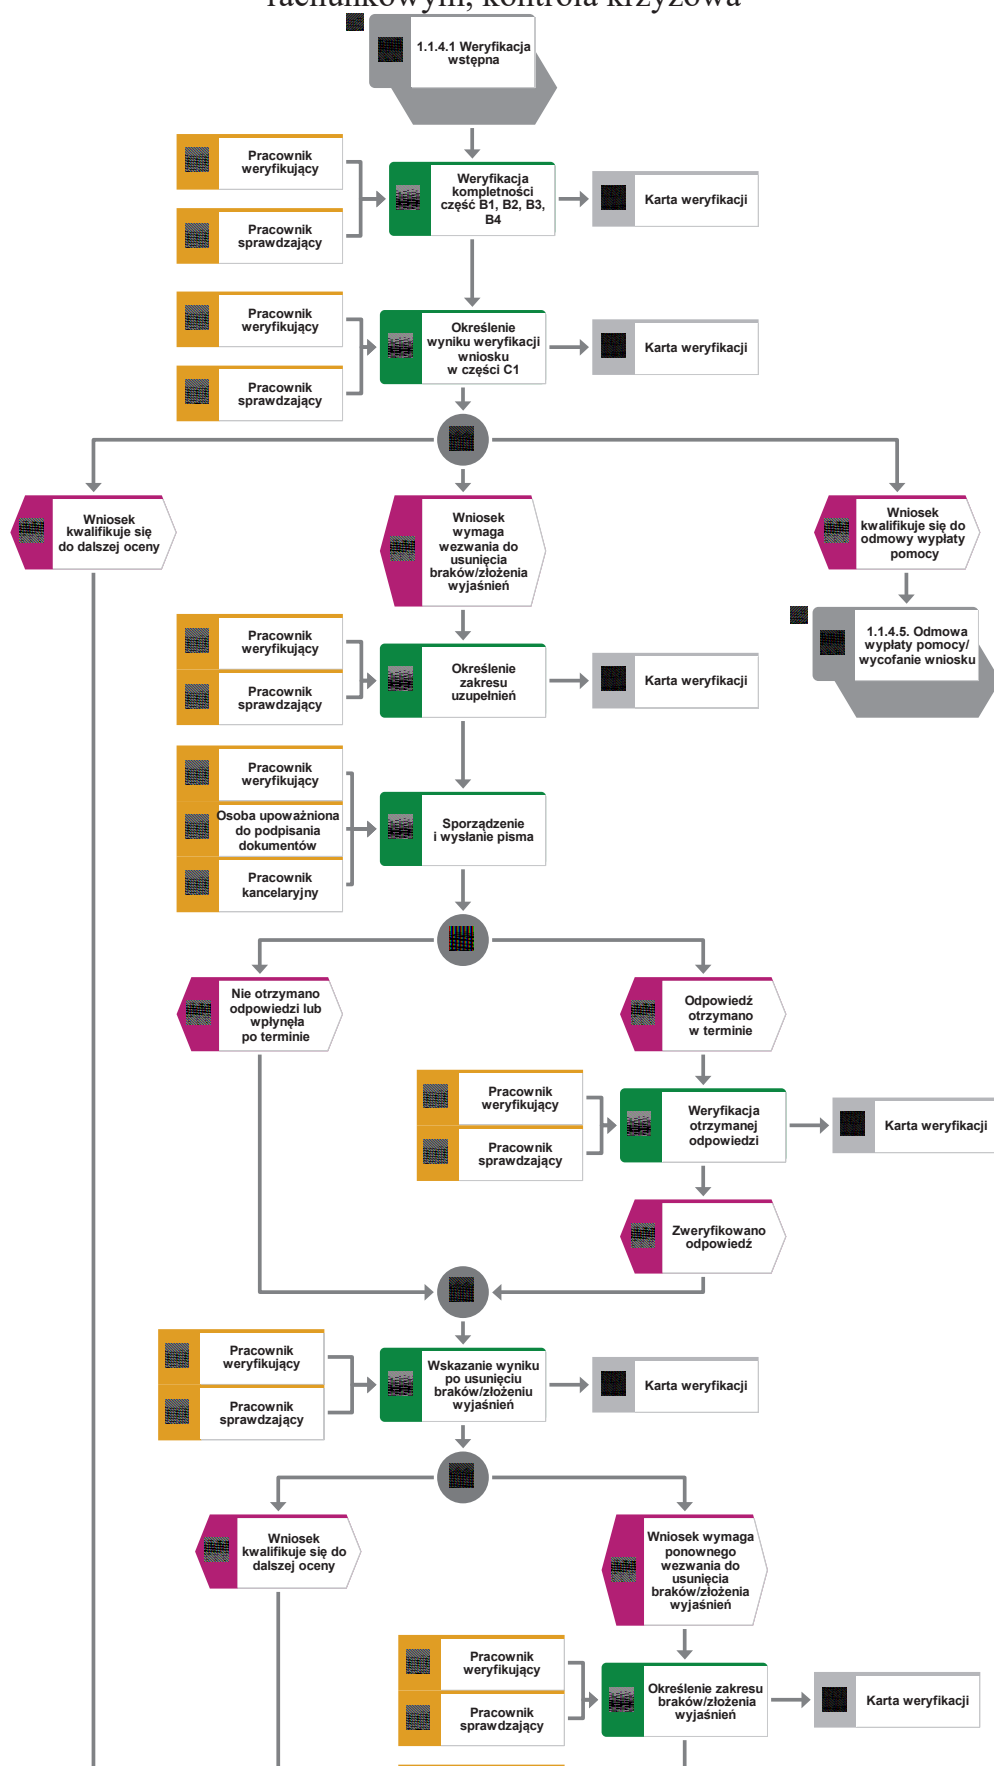 rachunkowym, kontrola krzyżowa
1.1.4.1 Weryfikacja
wstępna
Pracownik
weryfikujący
Pracownik
sprawdzający
Weryfikacja
kompletności
część B1, B2, B3,
B4
Karta weryfikacji
Pracownik
weryfikujący
Pracownik
sprawdzający
Określenie
wyniku weryfikacji
wniosku
w części C1
Karta weryfikacji
Wniosek
kwalifikuje się
do dalszej oceny
Wniosek
wymaga
wezwania do
usunięcia
braków/złożenia
wyjaśnień
Wniosek
kwalifikuje się do
odmowy wypłaty
pomocy
1.1.4.5. Odmowa
wypłaty pomocy/
wycofanie wniosku
Pracownik
weryfikujący
Pracownik
sprawdzający
Określenie
zakresu
uzupełnień
Karta weryfikacji
Pracownik
weryfikujący
Osoba upoważniona
do podpisania
dokumentów
Pracownik
kancelaryjny
Sporządzenie
i wysłanie pisma
Nie otrzymano
odpowiedzi lub
wpłynęła
po terminie
Odpowiedź
otrzymano
w terminie
Pracownik
weryfikujący
Pracownik
sprawdzający
Weryfikacja
otrzymanej
odpowiedzi
Karta weryfikacji
Zweryfikowano
odpowiedź
Pracownik
weryfikujący
Pracownik
sprawdzający
Wskazanie wyniku
po usunięciu
braków/złożeniu
wyjaśnień
Karta weryfikacji
Wniosek
kwalifikuje się do
dalszej oceny
Wniosek wymaga
ponownego
wezwania do
usunięcia
braków/złożenia
wyjaśnień
Pracownik
weryfikujący
Pracownik
sprawdzający
Określenie zakresu
braków/złożenia
wyjaśnień
Karta weryfikacji